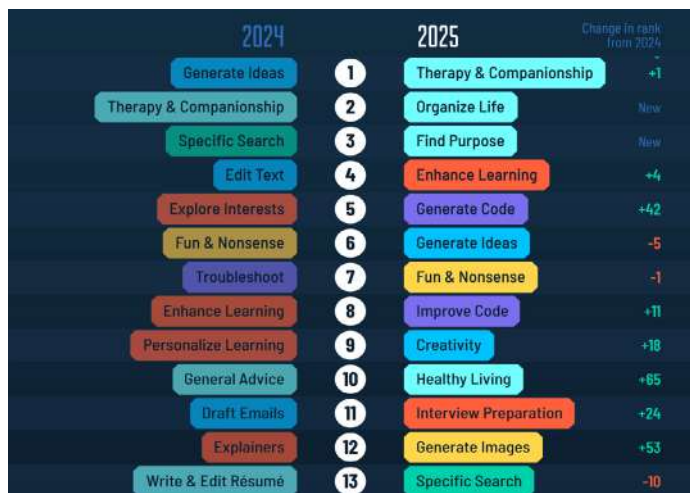 2024 2025 Change in rank
from 2024
Generate Ideas 1 Therapy & Companionship +1
Therapy & Companionship 2 Organize Life New
Specific Search 3 Find Purpose New
Edit Text 4 Enhance Learning +4
Explore Interests 5 Generate Code +42
Fun & Nonsense 6 Generate Ideas -5
Troubleshoot 7 Fun & Nonsense -1
Enhance Learning 8 Improve Code +11
Personalize Learning 9 Creativity +18
General Advice 10 Healthy Living +65
Draft Emails 11 Interview Preparation +24
Explainers 12 Generate Images +53
Write & Edit Résumé 13 Specific Search -10